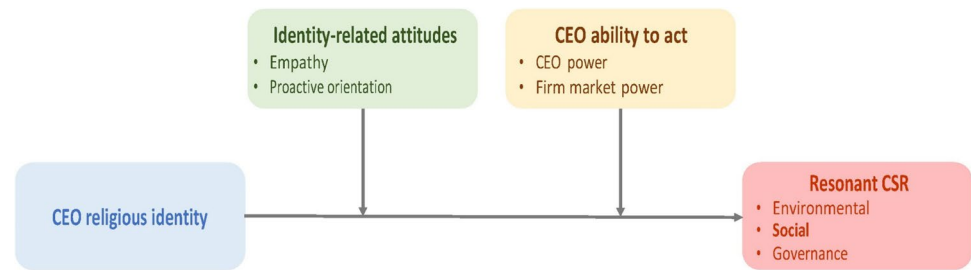 Identity-related attitudes
• Empathy
• Proactive orientation
CEO ability to act
• CEO power
• Firm market power
CEO religious identity
Resonant CSR
• Environmental
• Social
• Governance